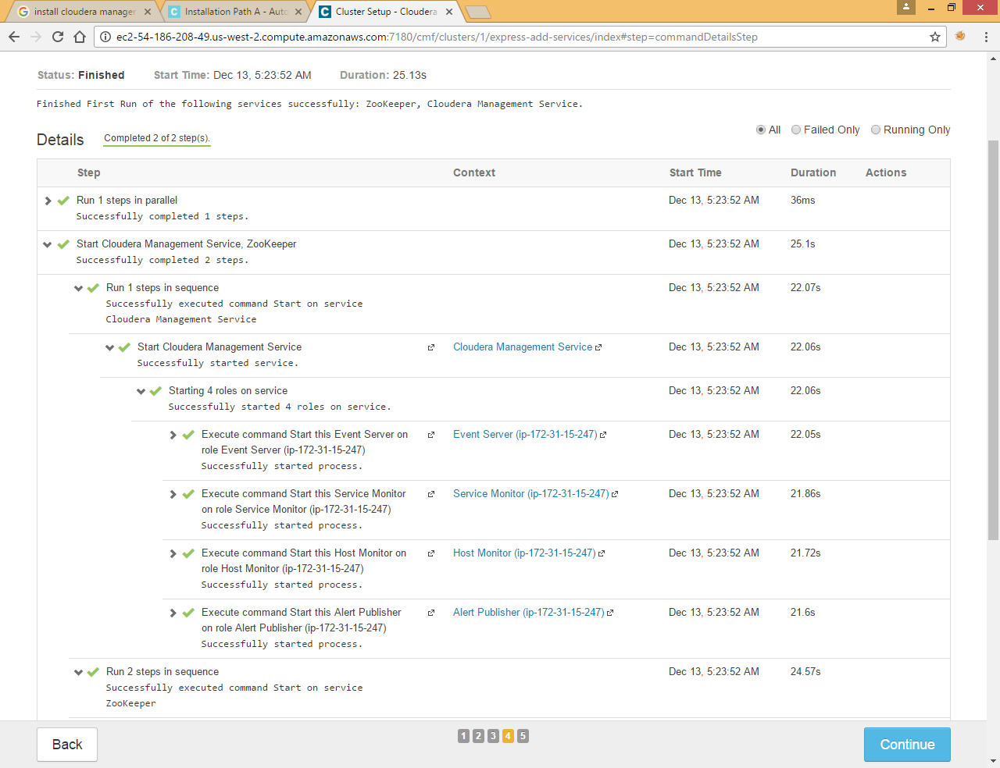 install cloudera manager
Installation Path A - Auto
Cluster Setup - Cloudera
ec2-54-186-208-49.us-west-2.compute.amazonaws.com:7180/cmf/clusters/1/express-add-services/index#step=commandDetailsStep
Status: Finished Start Time: Dec 13, 5:23:52 AM Duration: 25.13s
Finished First Run of the following services successfully: ZooKeeper, Cloudera Management Service.
Details Completed 2 of 2 step(s). All Failed Only Running Only
Step Context Start Time Duration Actions
Run 1 steps in parallel Dec 13, 5:23:52 AM 36ms
Successfully completed 1 steps.
Start Cloudera Management Service, ZooKeeper Dec 13, 5:23:52 AM 25.1s
Successfully completed 2 steps.
Run 1 steps in sequence Dec 13, 5:23:52 AM 22.07s
Successfully executed command Start on service
Cloudera Management Service
Start Cloudera Management Service Cloudera Management Service Dec 13, 5:23:52 AM 22.06s
Successfully started service.
Starting 4 roles on service Dec 13, 5:23:52 AM 22.06s
Successfully started 4 roles on service.
Execute command Start this Event Server on Event Server (ip-172-31-15-247) Dec 13, 5:23:52 AM 22.05s
role Event Server (ip-172-31-15-247)
Successfully started process.
Execute command Start this Service Monitor Service Monitor (ip-172-31-15-247) Dec 13, 5:23:52 AM 21.86s
on role Service Monitor (ip-172-31-15-247)
Successfully started process.
Execute command Start this Host Monitor on Host Monitor (ip-172-31-15-247) Dec 13, 5:23:52 AM 21.72s
role Host Monitor (ip-172-31-15-247)
Successfully started process.
Execute command Start this Alert Publisher Alert Publisher (ip-172-31-15-247) Dec 13, 5:23:52 AM 21.6s
on role Alert Publisher (ip-172-31-15-247)
Successfully started process.
Run 2 steps in sequence Dec 13, 5:23:52 AM 24.57s
Successfully executed command Start on service
ZooKeeper
Back 1 2 3 4 5 Continue